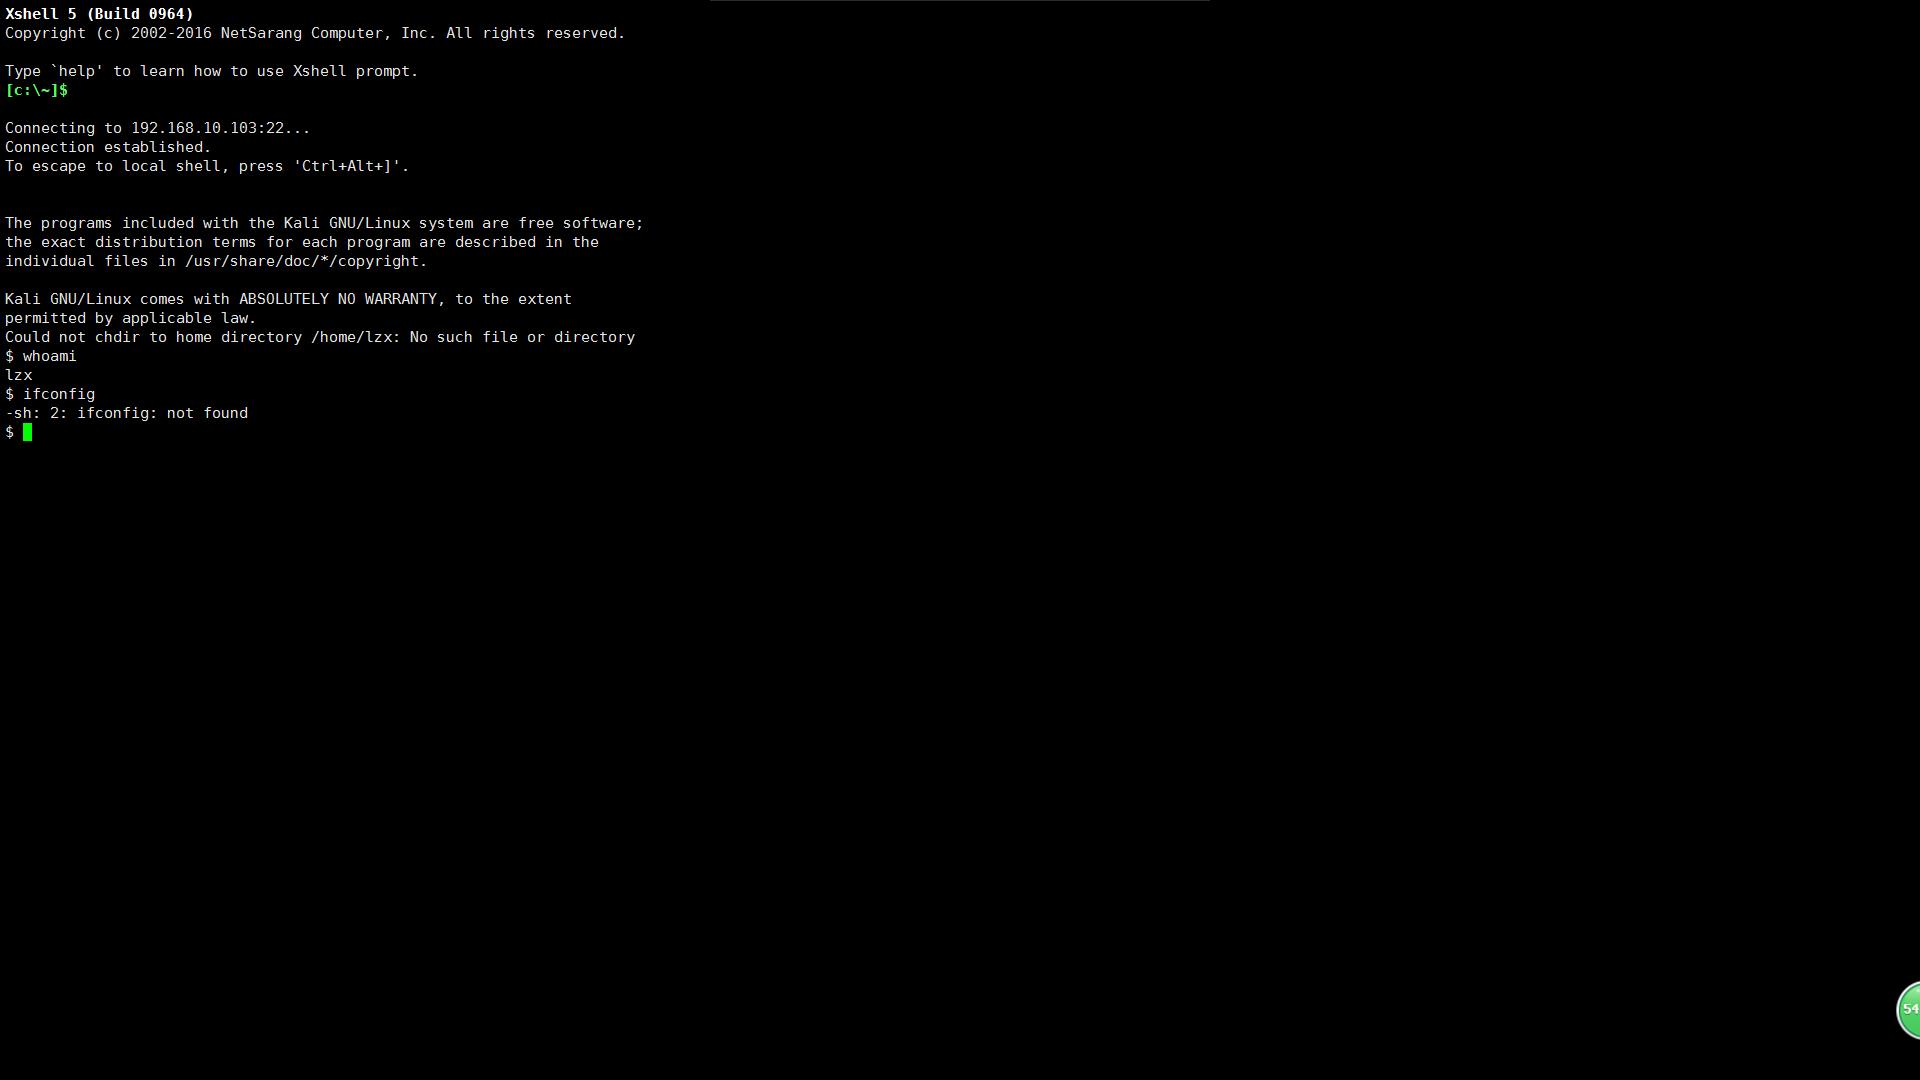 Xshell 5 (Build 0964)
Copyright (c) 2002-2016 NetSarang Computer, Inc. All rights reserved.
Type `help' to learn how to use Xshell prompt.
[c:\~]$
Connecting to 192.168.10.103:22...
Connection established.
To escape to local shell, press 'Ctrl+Alt+]'.
The programs included with the Kali GNU/Linux system are free software;
the exact distribution terms for each program are described in the
individual files in /usr/share/doc/*/copyright.
Kali GNU/Linux comes with ABSOLUTELY NO WARRANTY, to the extent
permitted by applicable law.
Could not chdir to home directory /home/lzx: No such file or directory
$ whoami
lzx
$ ifconfig
-sh: 2: ifconfig: not found
$
54